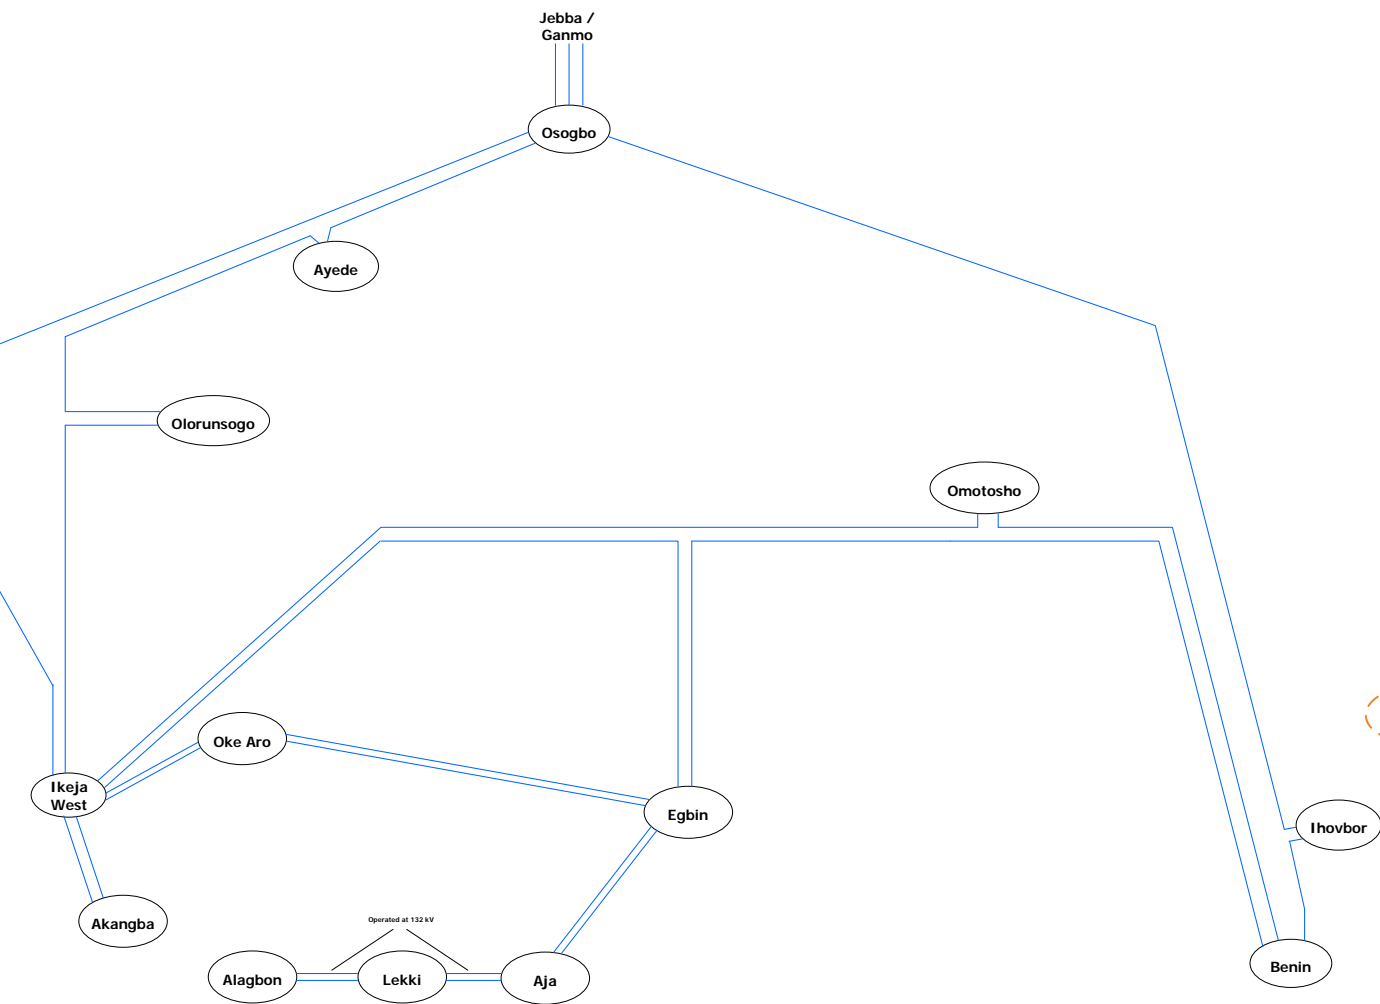 Jebba /
Ganmo
Osogbo
Ayede
Olorunsogo
Omotosho
Oke Aro
Ikeja
West
Egbin
Ihovbor
Akangba
Operated at 132 kV
Alagbon
Lekki
Aja
Benin